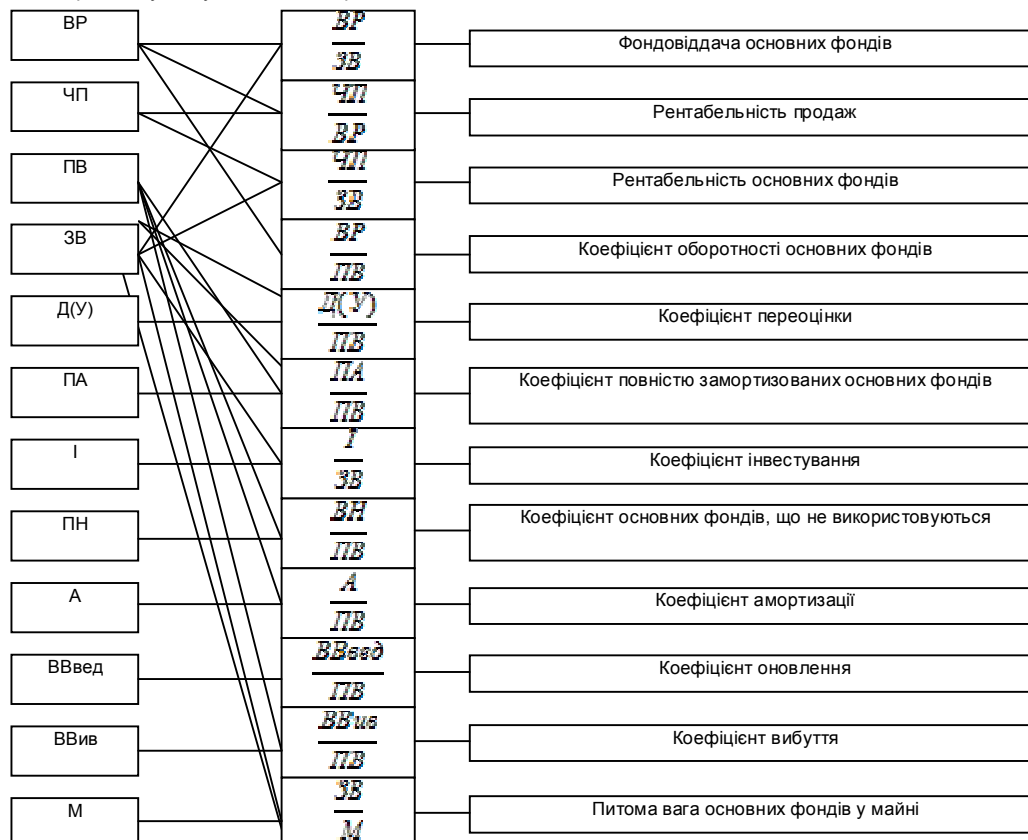 ВР
ВР
ЗВ
Фондовіддача основних фондів
ЧП
ЧП
ВР
Рентабельність продаж
ПВ
ЧП
ЗВ
Рентабельність основних фондів
ЗВ
ВР
ПВ
Коефіцієнт оборотності основних фондів
Д(У)
Д(У)
ПВ
Коефіцієнт переоцінки
ПА
ПА
ПВ
Коефіцієнт повністю замортизованих основних фондів
І
І
ЗВ
Коефіцієнт інвестування
ПН
ВН
ПВ
Коефіцієнт основних фондів, що не використовуються
А
А
ПВ
Коефіцієнт амортизації
ВВвед
ВВввд
ПВ
Коефіцієнт оновлення
ВВив
ВВив
ПВ
Коефіцієнт вибуття
М
ЗВ
М
Питома вага основних фондів у майні